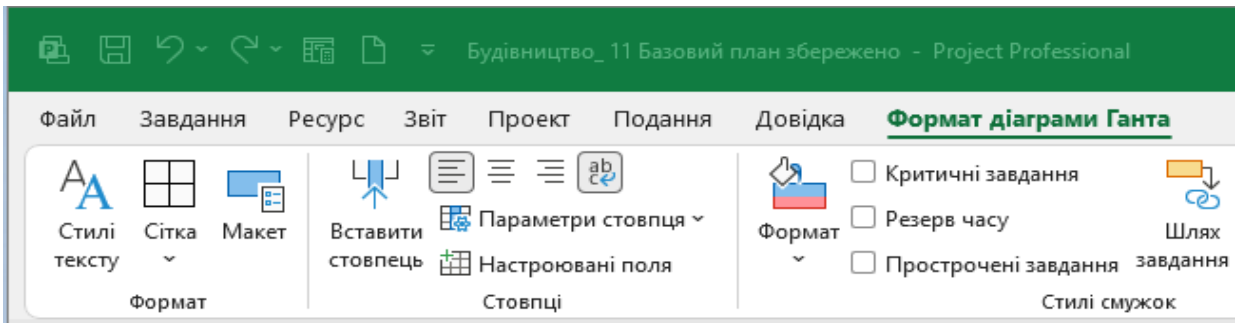 Будівництво_ 11 Базовий план збережено - Project Professional
Файл Завдання Ресурс Звіт Проект Подання Довідка Формат діаграми Ганта
Стилі тексту
Сітка
Макет
Формат
Вставити стовпець
Параметри стовпця
Настроювані поля
Стовпці
Формат
Критичні завдання
Резерв часу
Прострочені завдання
Шлях завдання
Стилі смужок